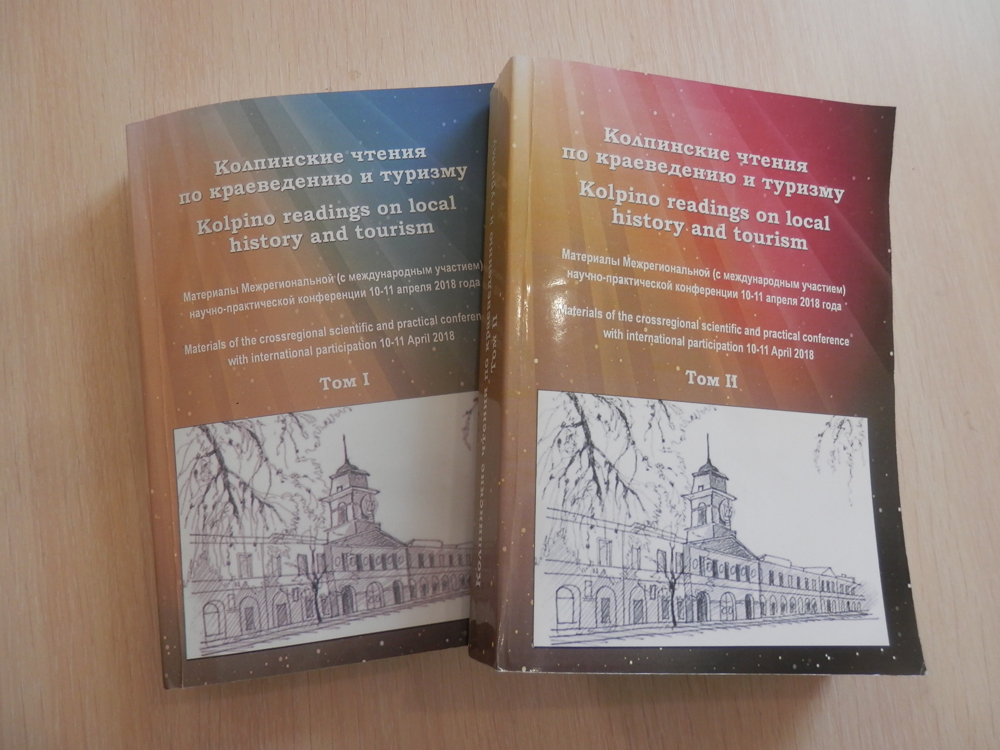 Колпинские чтения
по краеведению и туризму
Kolpino readings on local
history and tourism
Материалы Межрегиональной (с международным участием)
научно-практической конференции 10-11 апреля 2018 года
Materials of the crossregional scientific and practical conferen
with international participation 10-11 April 2018
Том I
Колпинские чтения по краеведению и туризму
Том II
Колпинские чтения
по краеведению и туризму
Kolpino readings on local
history and tourism
Материалы Межрегиональной (с международным участием)
научно-практической конференции 10-11 апреля 2018 года
Materials of the crossregional scientific and practical conference
with international participation 10-11 April 2018
Том II